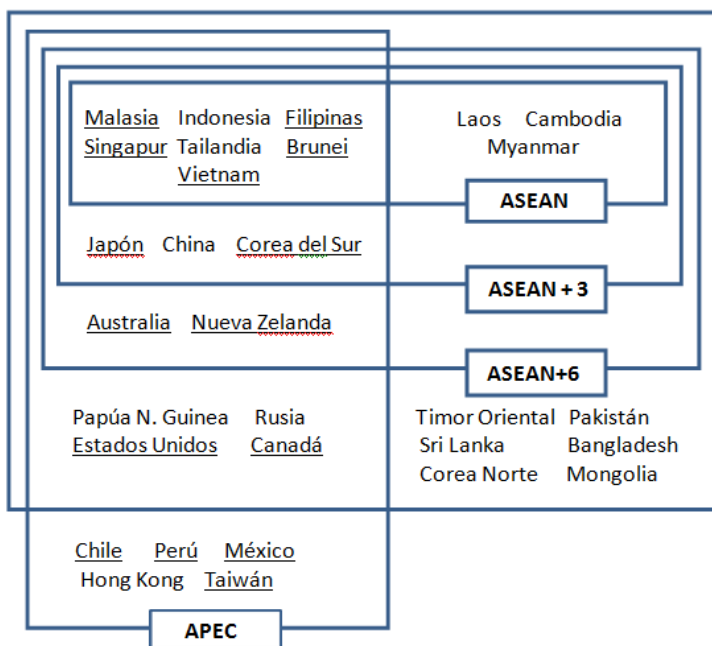 Malasia Indonesia Filipinas
Singapur Tailandia Brunei
Vietnam
Laos Cambodia
Myanmar
ASEAN
Japón China Corea del Sur
ASEAN + 3
Australia Nueva Zelanda
ASEAN+6
Papúa N. Guinea Rusia
Estados Unidos Canadá
Timor Oriental Pakistán
Sri Lanka Bangladesh
Corea Norte Mongolia
Chile Perú México
Hong Kong Taiwán
APEC